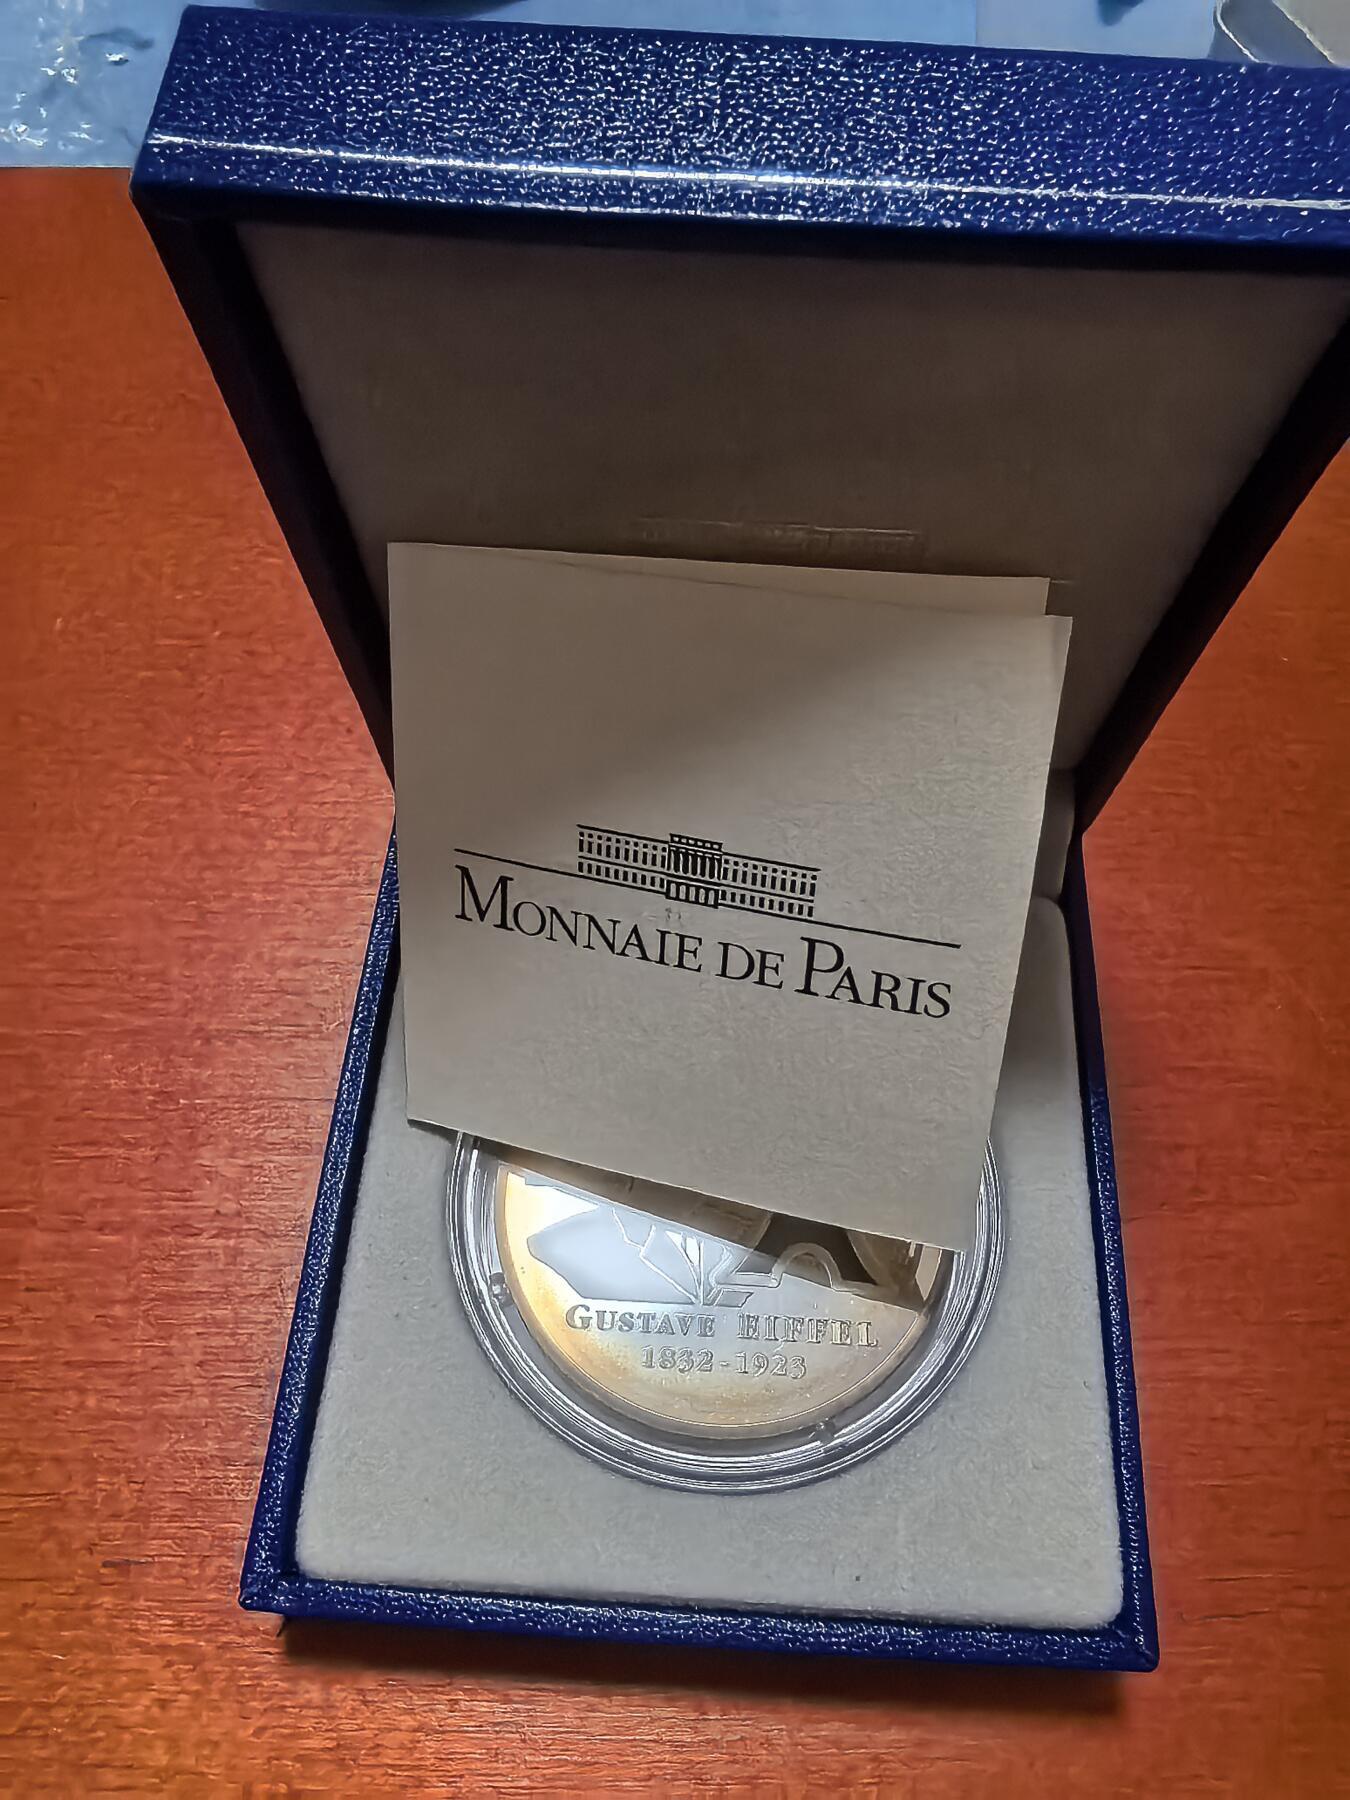 MONNAIE DE PARIS
GUSTAVE EIFFEL
1832-1923